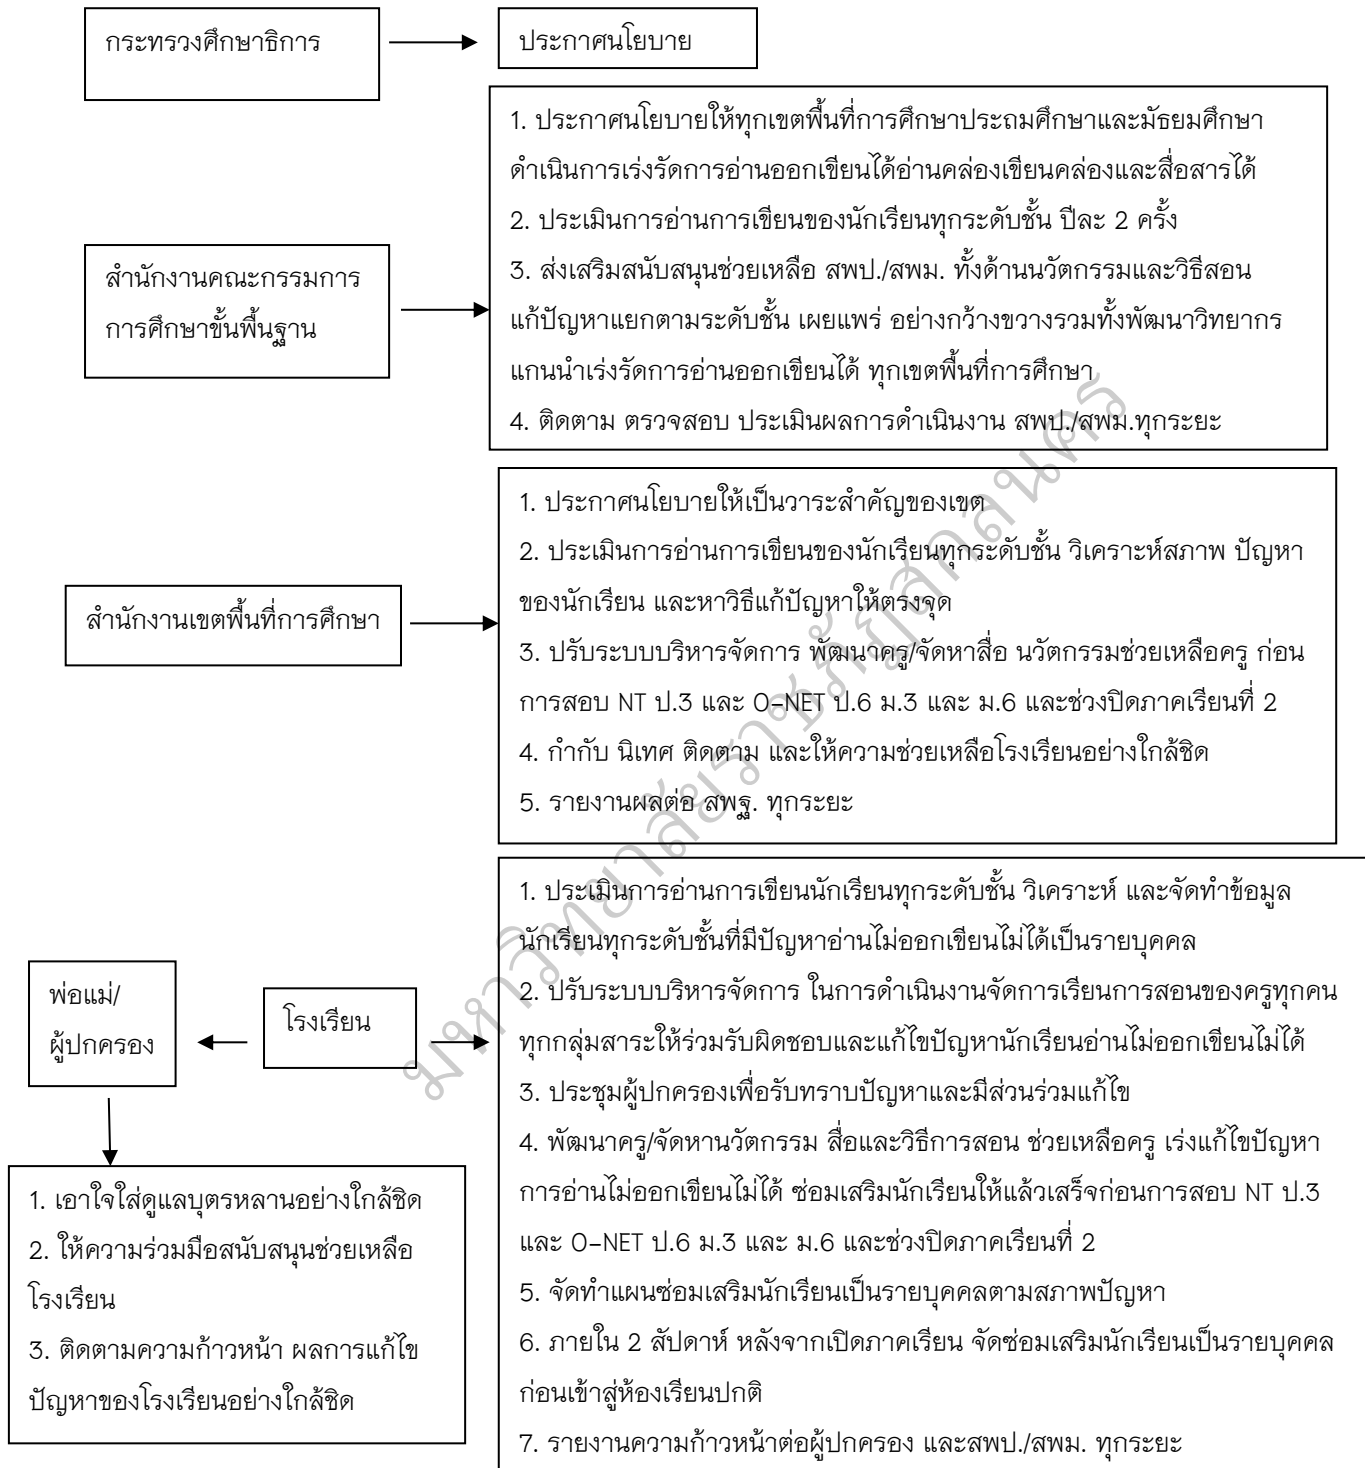 กระทรวงศึกษาธิการ
ประกาศนโยบาย
1. ประกาศนโยบายให้ทุกเขตพื้นที่การศึกษาประถมศึกษาและมัธยมศึกษา
ดำเนินการเร่งรัดการอ่านออกเขียนได้อ่านคล่องเขียนคล่องและสื่อสารได้
2. ประเมินการอ่านการเขียนของนักเรียนทุกระดับชั้น ปีละ 2 ครั้ง
3. ส่งเสริมสนับสนุนช่วยเหลือ สพป./สพม. ทั้งด้านนวัตกรรมและวิธีสอน
แก้ปัญหาแยกตามระดับชั้น เผยแพร่ อย่างกว้างขวางรวมทั้งพัฒนาวิทยากร
แกนนำเร่งรัดการอ่านออกเขียนได้ ทุกเขตพื้นที่การศึกษา
4. ติดตาม ตรวจสอบ ประเมินผลการดำเนินงาน สพป./สพม.ทุกระยะ
สำนักงานคณะกรรมการ
การศึกษาขั้นพื้นฐาน
1. ประกาศนโยบายให้เป็นวาระสำคัญของเขต
2. ประเมินการอ่านการเขียนของนักเรียนทุกระดับชั้น วิเคราะห์สภาพ ปัญหา
ของนักเรียน และหาวิธีแก้ปัญหาให้ตรงจุด
3. ปรับระบบบริหารจัดการ พัฒนาครู/จัดหาสื่อ นวัตกรรมช่วยเหลือครู ก่อน
การสอบ NT ป.3 และ O-NET ป.6 ม.3 และ ม.6 และช่วงปิดภาคเรียนที่ 2
4. กำกับ นิเทศ ติดตาม และให้ความช่วยเหลือโรงเรียนอย่างใกล้ชิด
5. รายงานผลต่อ สพฐ. ทุกระยะ
สำนักงานเขตพื้นที่การศึกษา
1. ประเมินการอ่านการเขียนนักเรียนทุกระดับชั้น วิเคราะห์ และจัดทำข้อมูล
นักเรียนทุกระดับชั้นที่มีปัญหาอ่านไม่ออกเขียนไม่ได้เป็นรายบุคคล
2. ปรับระบบบริหารจัดการ ในการดำเนินงานจัดการเรียนการสอนของครูทุกคน
ทุกกลุ่มสาระให้ร่วมรับผิดชอบและแก้ไขปัญหานักเรียนอ่านไม่ออกเขียนไม่ได้
3. ประชุมผู้ปกครองเพื่อรับทราบปัญหาและมีส่วนร่วมแก้ไข
4. พัฒนาครู/จัดหานวัตกรรม สื่อและวิธีการสอน ช่วยเหลือครู เร่งแก้ไขปัญหา
การอ่านไม่ออกเขียนไม่ได้ ซ่อมเสริมนักเรียนให้แล้วเสร็จก่อนการสอบ NT ป.3
และ O-NET ป.6 ม.3 และ ม.6 และช่วงปิดภาคเรียนที่ 2
5. จัดทำแผนซ่อมเสริมนักเรียนเป็นรายบุคคลตามสภาพปัญหา
6. ภายใน 2 สัปดาห์ หลังจากเปิดภาคเรียน จัดซ่อมเสริมนักเรียนเป็นรายบุคคล
ก่อนเข้าสู่ห้องเรียนปกติ
7. รายงานความก้าวหน้าต่อผู้ปกครอง และสพป./สพม. ทุกระยะ
โรงเรียน
พ่อแม่/
ผู้ปกครอง
1. เอาใจใส่ดูแลบุตรหลานอย่างใกล้ชิด
2. ให้ความร่วมมือสนับสนุนช่วยเหลือ
โรงเรียน
3. ติดตามความก้าวหน้า ผลการแก้ไข
ปัญหาของโรงเรียนอย่างใกล้ชิด
มหาวิทยาลัยราชภัฏสกลนคร